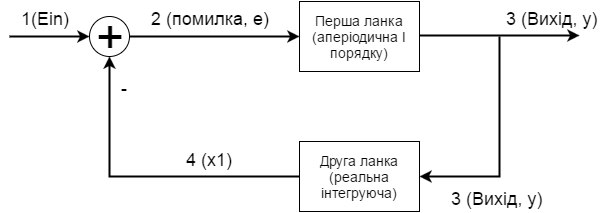 1(Ein)
2 (помилка, e)
Перша ланка
(аперіодична I
порядку)
3 (Вихід, y)
+
-
4 (x1)
Друга ланка
(реальна
інтегруюча)
3 (Вихід, y)